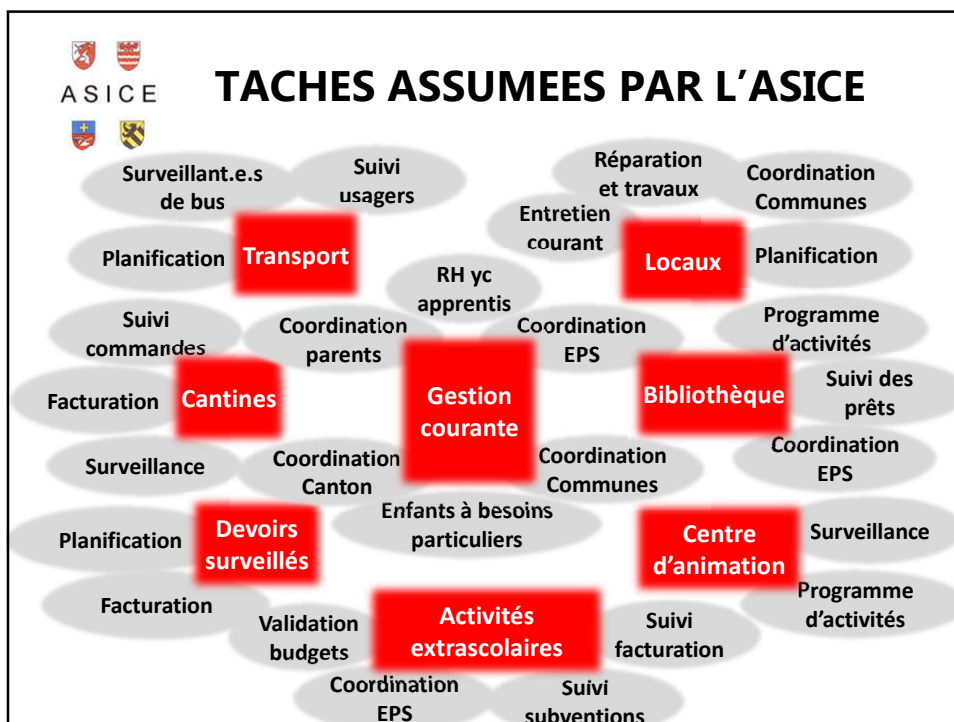 ASICE
TACHES ASSUMEES PAR L'ASICE
Surveillant.e.s
de bus
Suivi
usagers
Planification
Transport
Réparation
et travaux
Coordination
Communes
Entretien
courant
Locaux
Planification
RH yc
apprentis
Suivi
commandes
Facturation
Cantines
Surveillance
Coordination
parents
Coordination
EPS
Gestion
courante
Coordination
Canton
Coordination
Communes
Enfants à besoins
particuliers
Programme
d'activités
Bibliothèque
Suivi des
prêts
Coordination
EPS
Planification
Devoirs
surveillés
Facturation
Centre
d'animation
Surveillance
Programme
d'activités
Validation
budgets
Activités
extrascolaires
Suivi
facturation
Coordination
EPS
Suivi
subventions